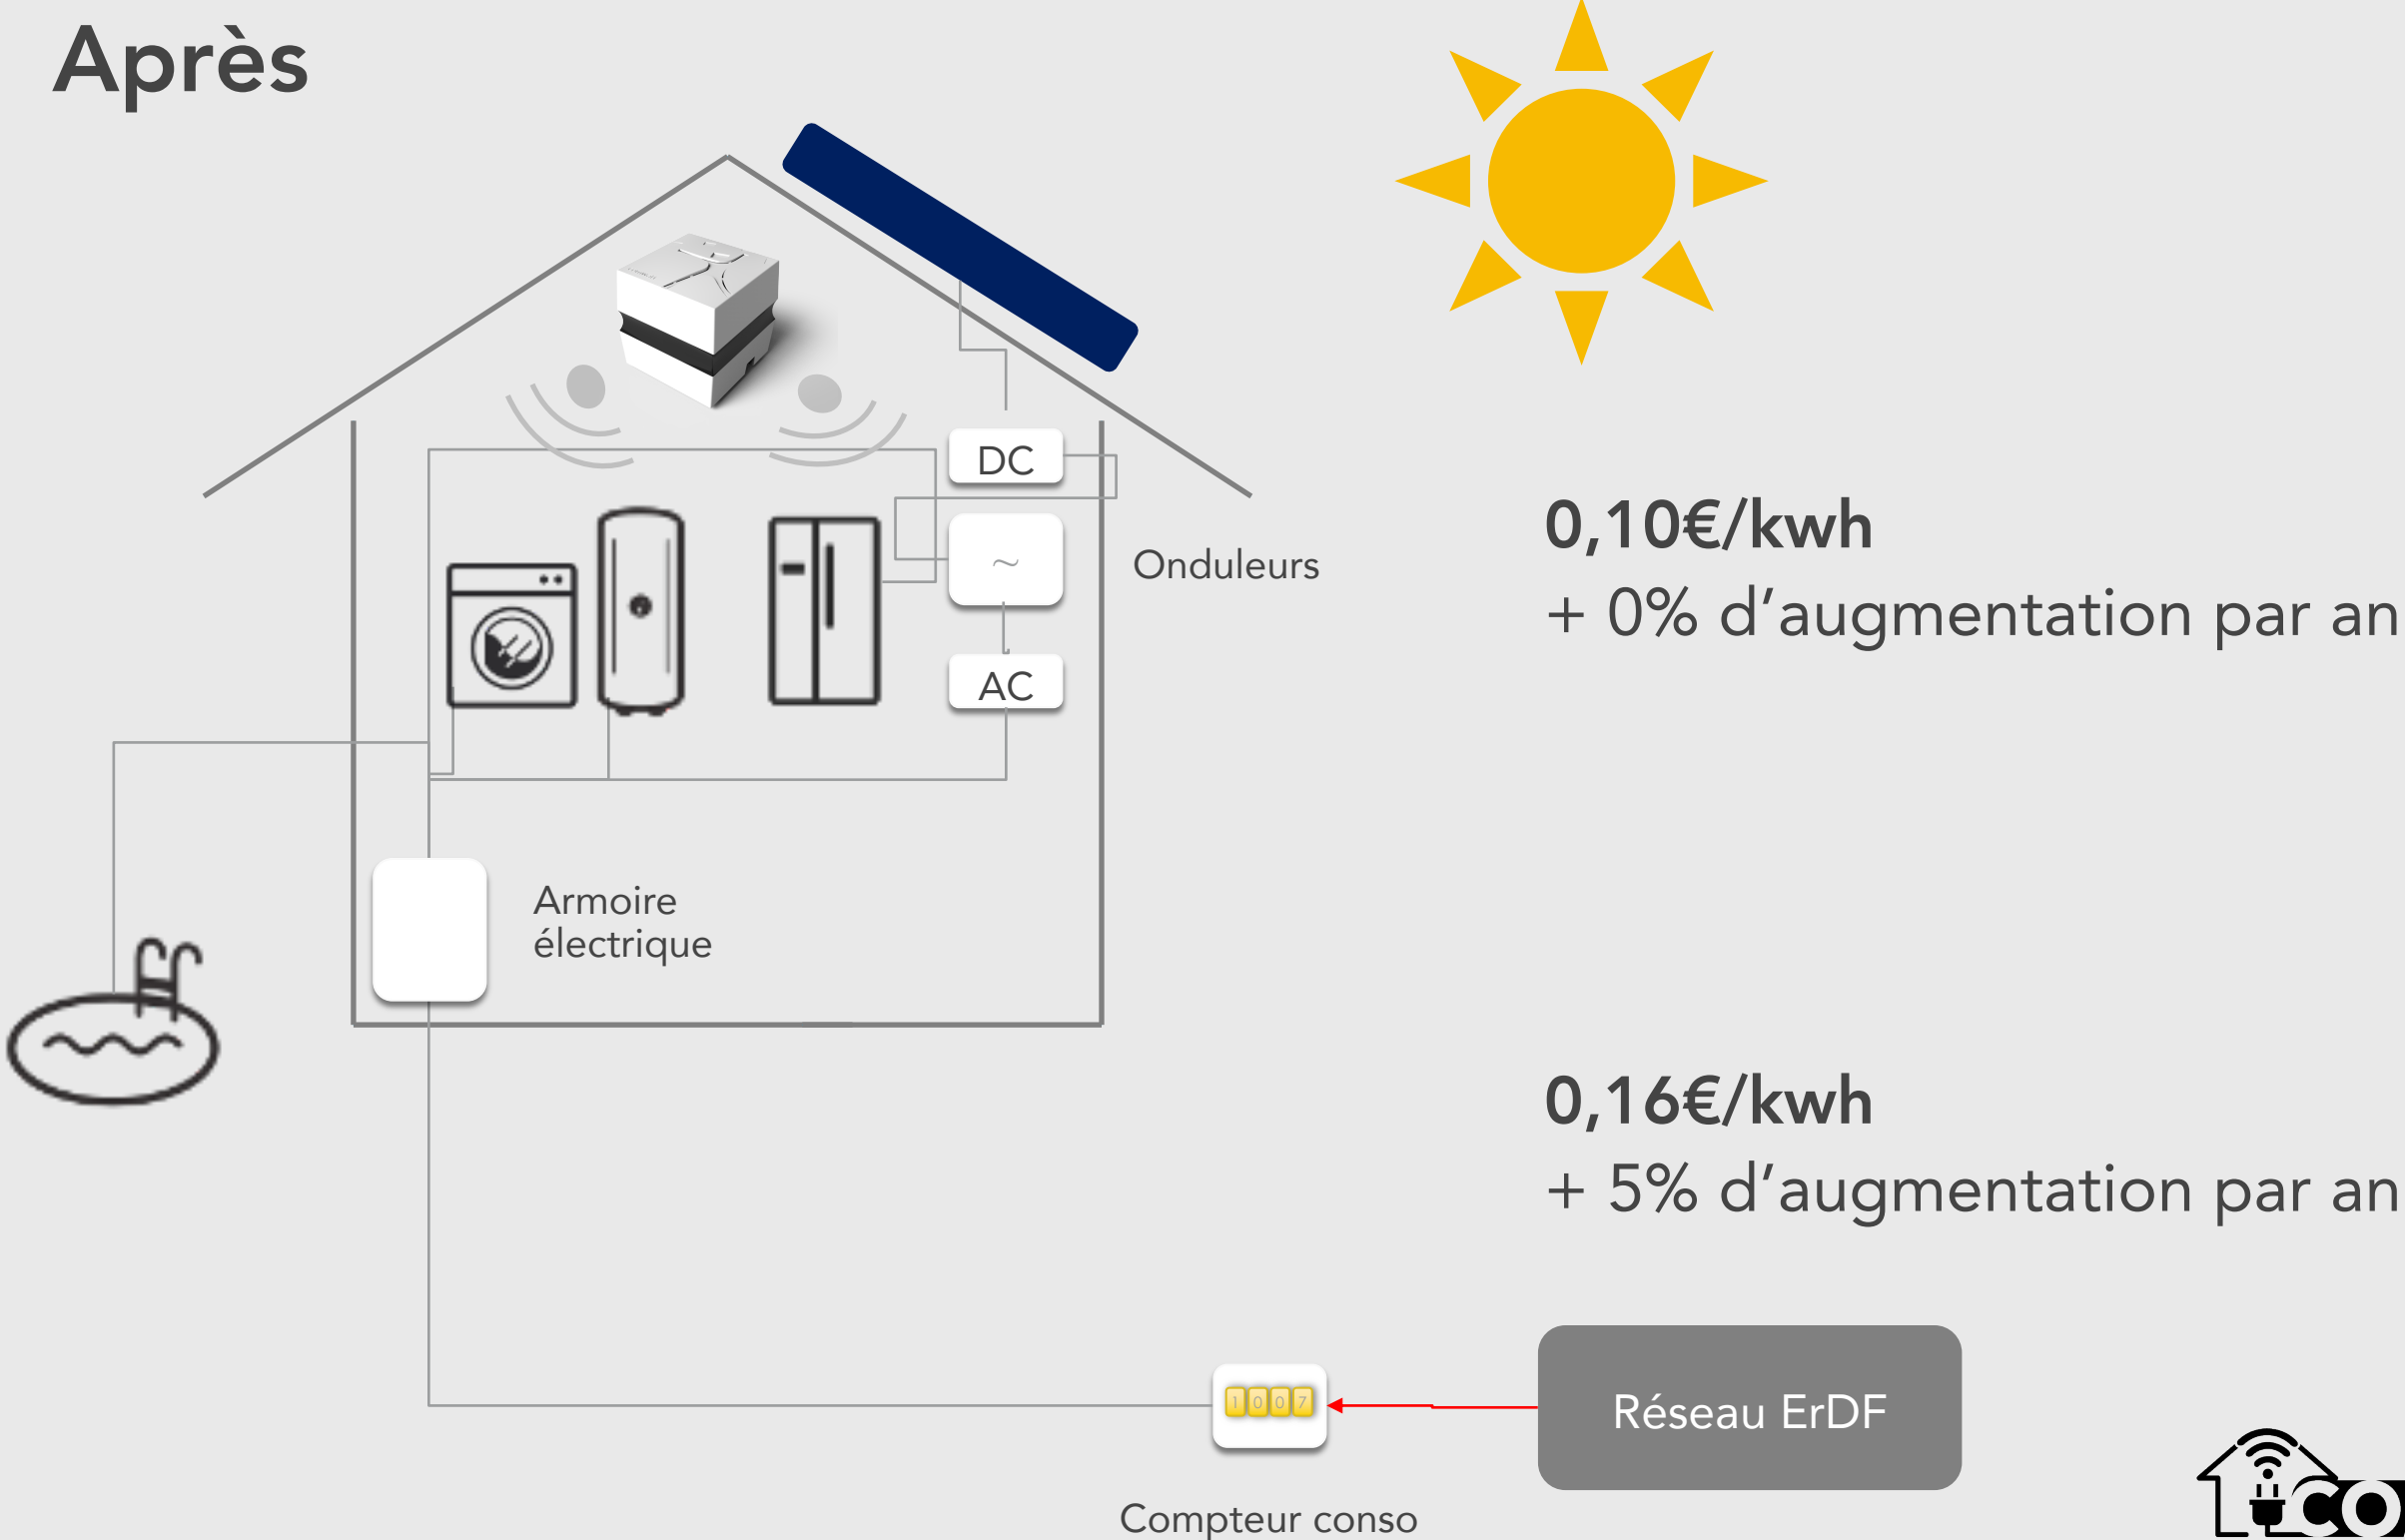 Après
DC
~
Onduleurs
AC
0,10€/kwh
+ 0% d’augmentation par an
Armoire
électrique
0,16€/kwh
+ 5% d’augmentation par an
1007
Réseau ErDF
Compteur conso
CO